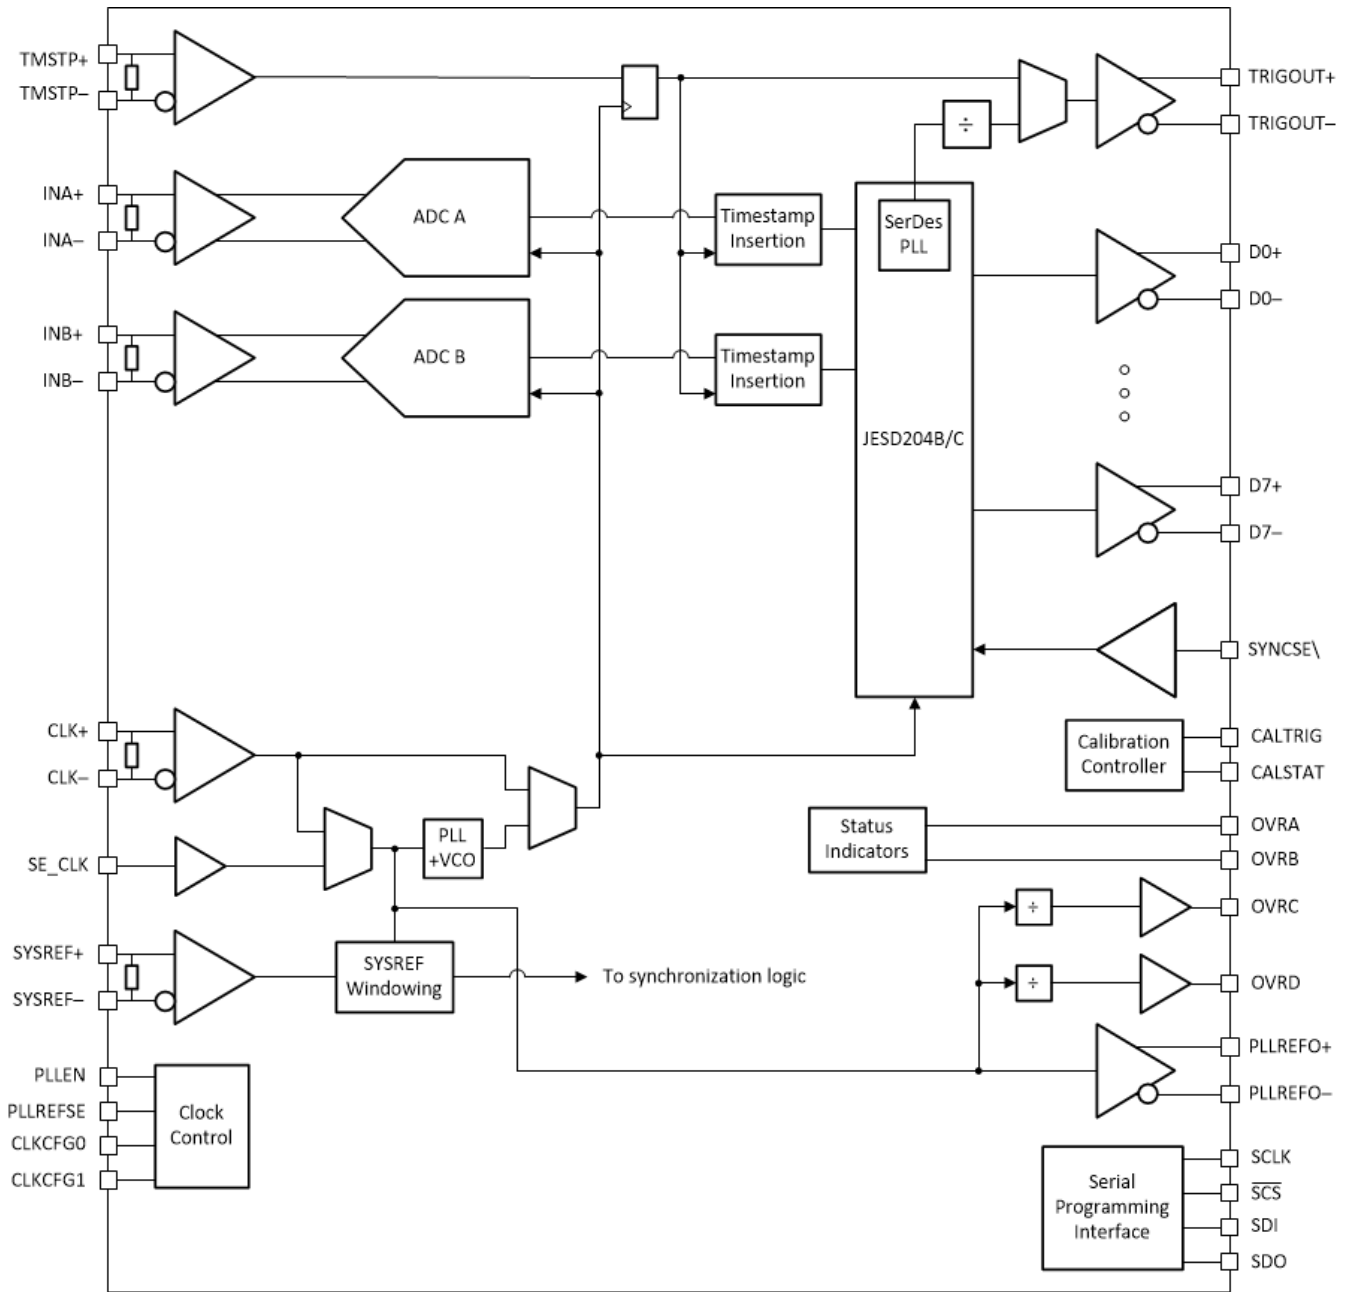 TMSTP+
TMSTP–
INA+
INA–
INB+
INB–
CLK+
CLK–
SE_CLK
SYSREF+
SYSREF–
PLLEN
PLLREFSE
CLKCFG0
CLKCFG1
ADC A
ADC B
Timestamp
Insertion
Timestamp
Insertion
÷
SerDes
PLL
JESD204B/C
PLL
+VCO
SYSREF
Windowing
To synchronization logic
Clock
Control
Calibration
Controller
Status
Indicators
÷
÷
Serial
Programming
Interface
TRIGOUT+
TRIGOUT–
D0+
D0–
D7+
D7–
SYNCSE\
CALTRIG
CALSTAT
OVRA
OVRB
OVRC
OVRD
PLLREFO+
PLLREFO–
SCLK
S̅C̅S̅
SDI
SDO